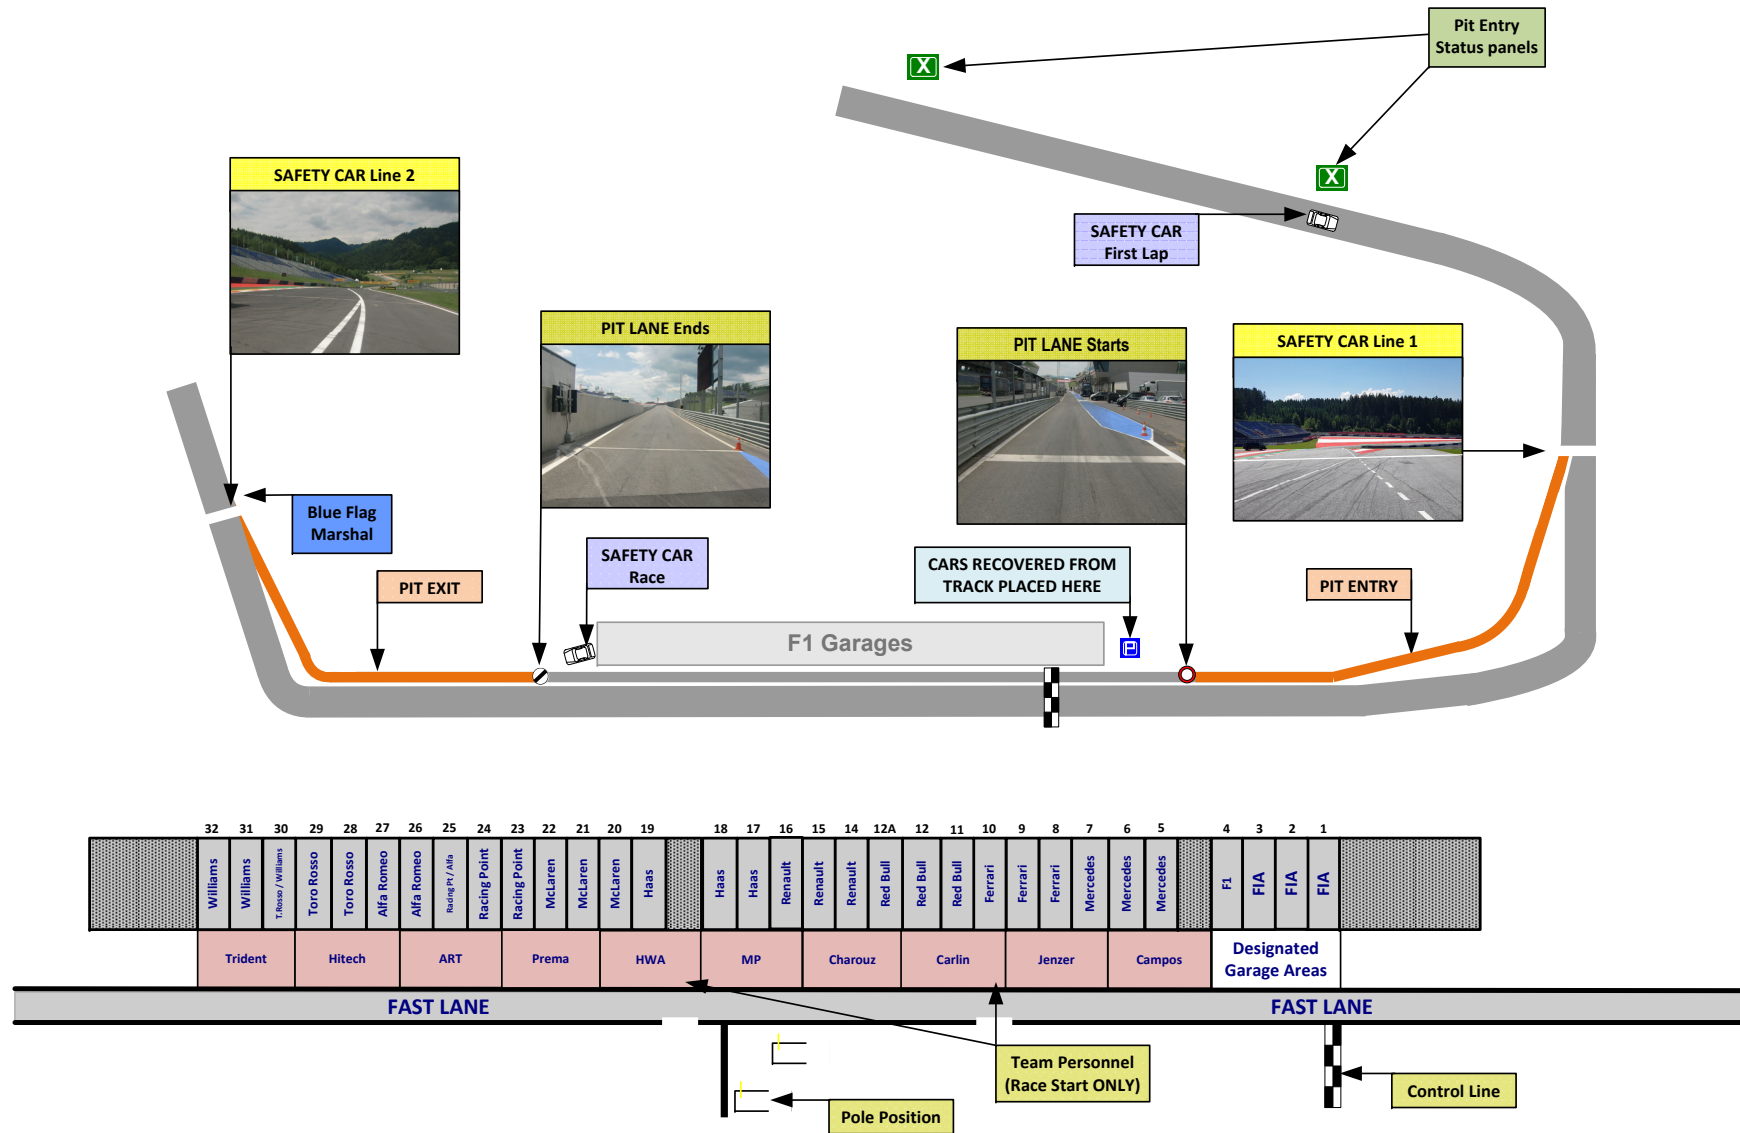 Pit Entry
Status panels
X
X
SAFETY CAR
First Lap
SAFETY CAR Line 2
PIT LANE Ends
PIT LANE Starts
SAFETY CAR Line 1
Blue Flag
Marshal
SAFETY CAR
Race
CARS RECOVERED FROM
TRACK PLACED HERE
PIT EXIT
PIT ENTRY
F1 Garages
P
32 31 30 29 28 27 26 25 24 23 22 21 20 19 18 17 16 15 14 12A 12 11 10 9 8 7 6 5 4 3 2 1
Williams
Williams
T.Rosso / Williams
Toro Rosso
Toro Rosso
Alfa Romeo
Alfa Romeo
Racing Pt / Alfa
Racing Point
Racing Point
McLaren
McLaren
McLaren
Haas
Haas
Haas
Renault
Renault
Renault
Red Bull
Red Bull
Red Bull
Ferrari
Ferrari
Ferrari
Mercedes
Mercedes
Mercedes
F1
FIA
FIA
FIA
Trident Hitech ART Prema HWA MP Charouz Carlin Jenzer Campos
Designated
Garage Areas
FAST LANE FAST LANE
Team Personnel
(Race Start ONLY)
Control Line
Pole Position